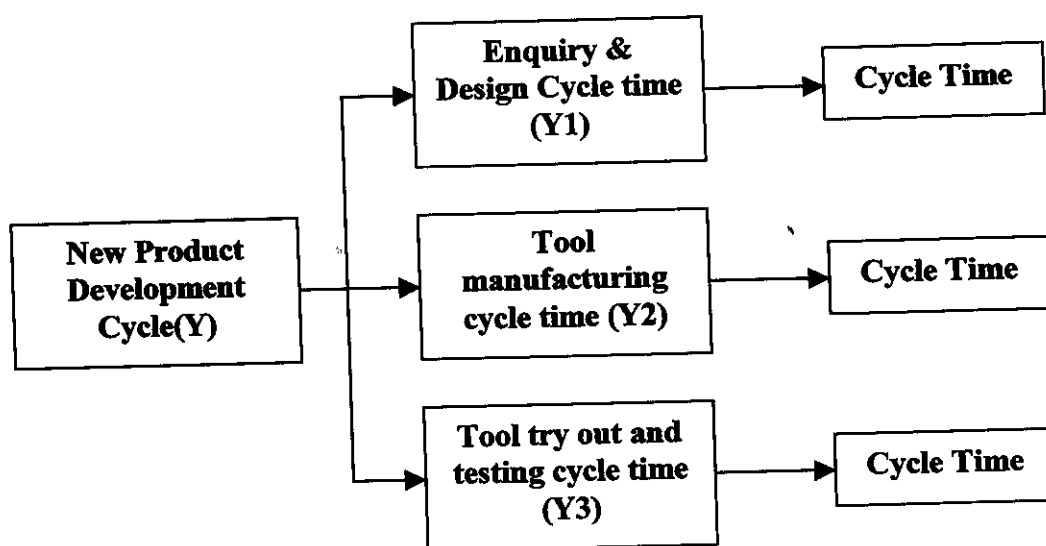 Enquiry &
Design Cycle time
(Y1)
Cycle Time
New Product
Development
Cycle(Y)
Tool
manufacturing
cycle time (Y2)
Cycle Time
Tool try out and
testing cycle time
(Y3)
Cycle Time